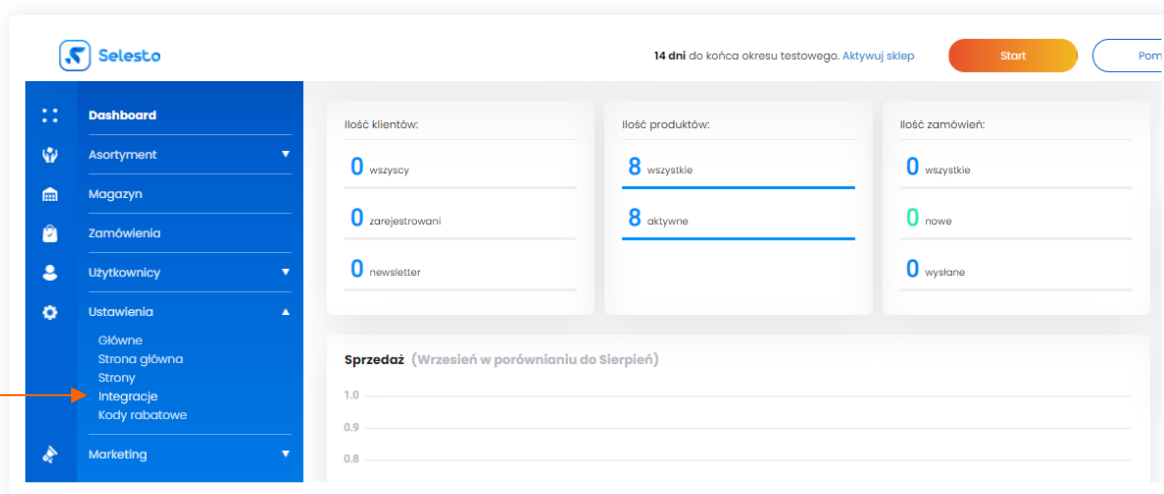 Selesto
14 dni do końca okresu testowego. Aktywuj sklep
Start
Pom
Dashboard
Asortyment
Magazyn
Zamówienia
Użytkownicy
Ustawienia
Główne
Strona główna
Strony
Integracje
Kody rabatowe
Marketing
Ilość klientów:
0 wszyscy
0 zarejestrowani
0 newsletter
Ilość produktów:
8 wszystkie
8 aktywne
Ilość zamówień:
0 wszystkie
0 nowe
0 wysłane
Sprzedaż (Wrzesień w porównianiu do Sierpień)
1.0
0.9
0.8